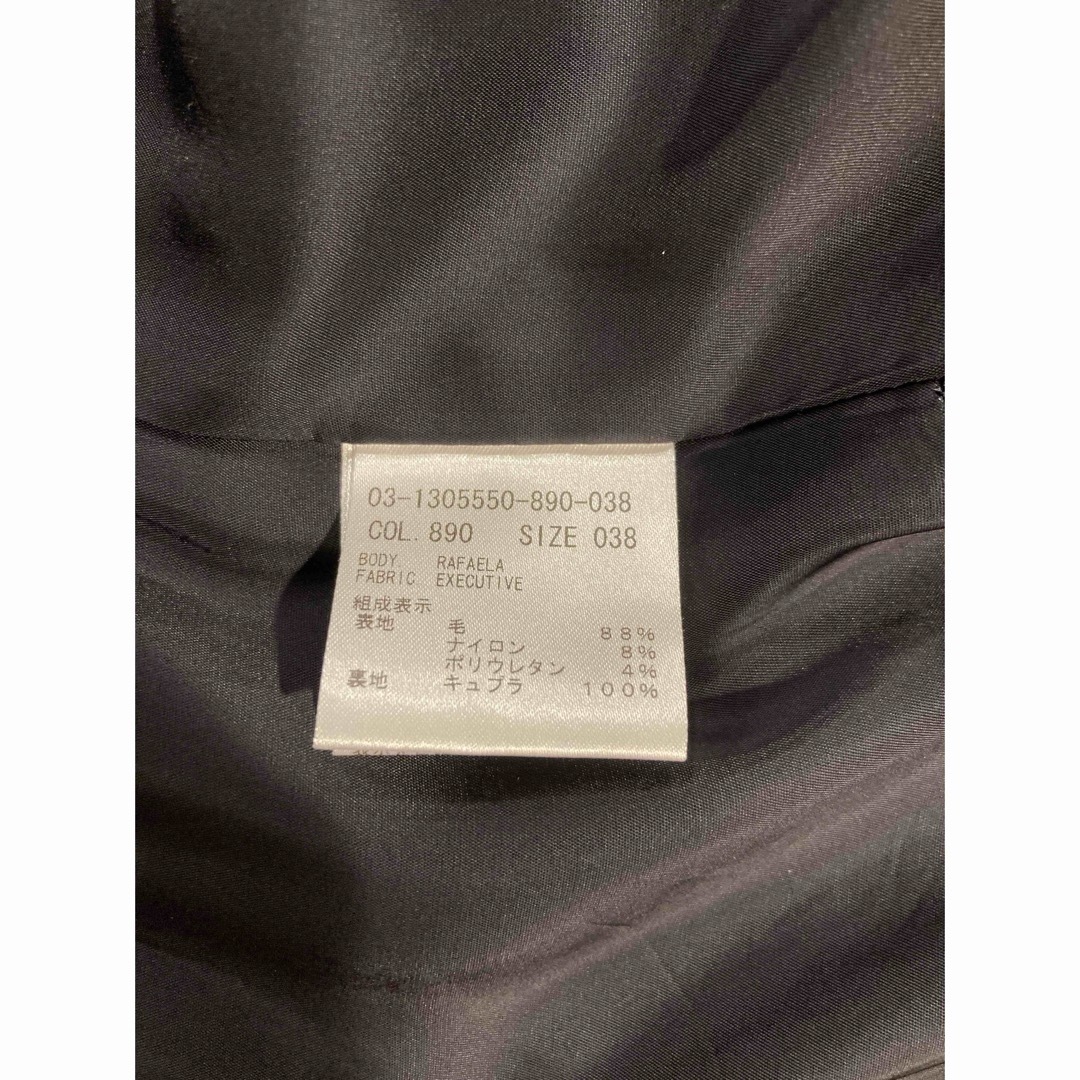 03-1305550-890-038
COL. 890 SIZE 038
BODY RAFAELA
FABRIC EXECUTIVE
組成表示
表地 毛 88%
ナイロン 8%
ポリウレタン 4%
裏地 キュプラ 100%